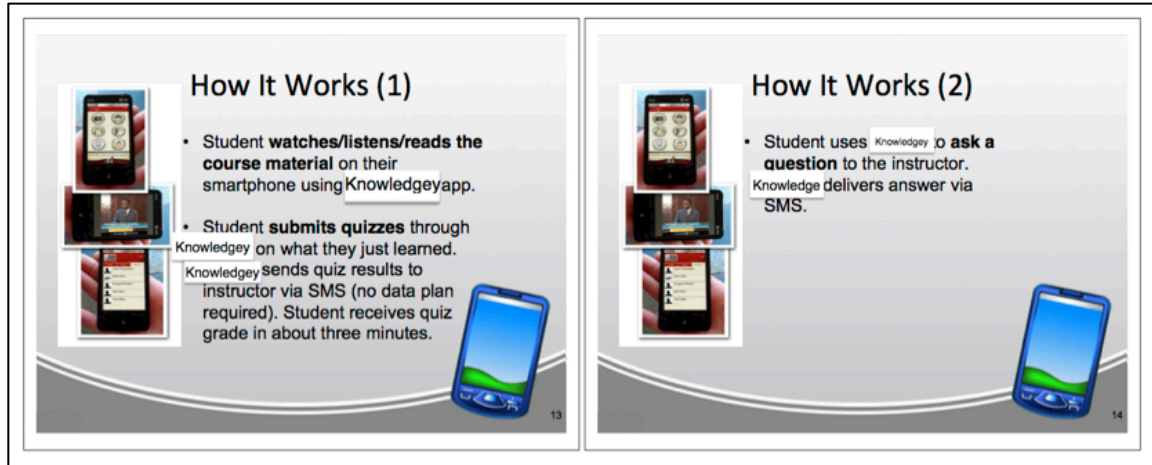 How It Works (1)
• Student watches/listens/reads the
course material on their
smartphone using Knowledgey app.
• Student submits quizzes through
Knowledgey on what they just learned.
Knowledgey sends quiz results to
instructor via SMS (no data plan
required). Student receives quiz
grade in about three minutes.
13
How It Works (2)
• Student uses Knowledgey to ask a
question to the instructor.
Knowledge delivers answer via
SMS.
14